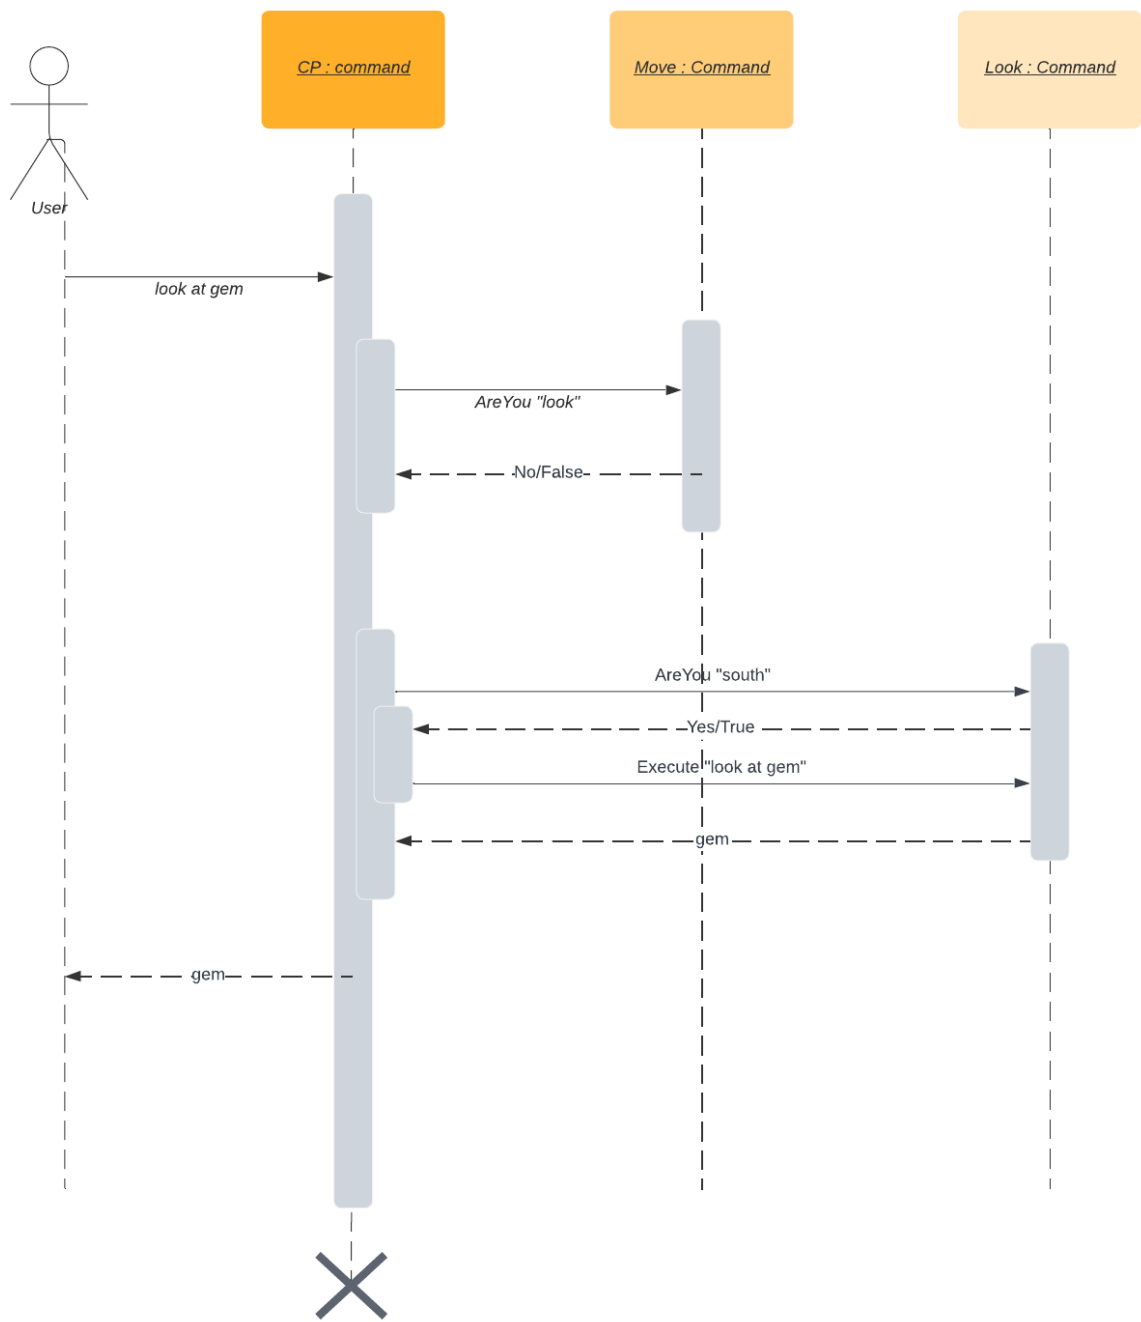 CP : command
Move : Command
Look : Command
User
look at gem
AreYou "look"
No/False
AreYou "south"
Yes/True
Execute "look at gem"
gem
gem